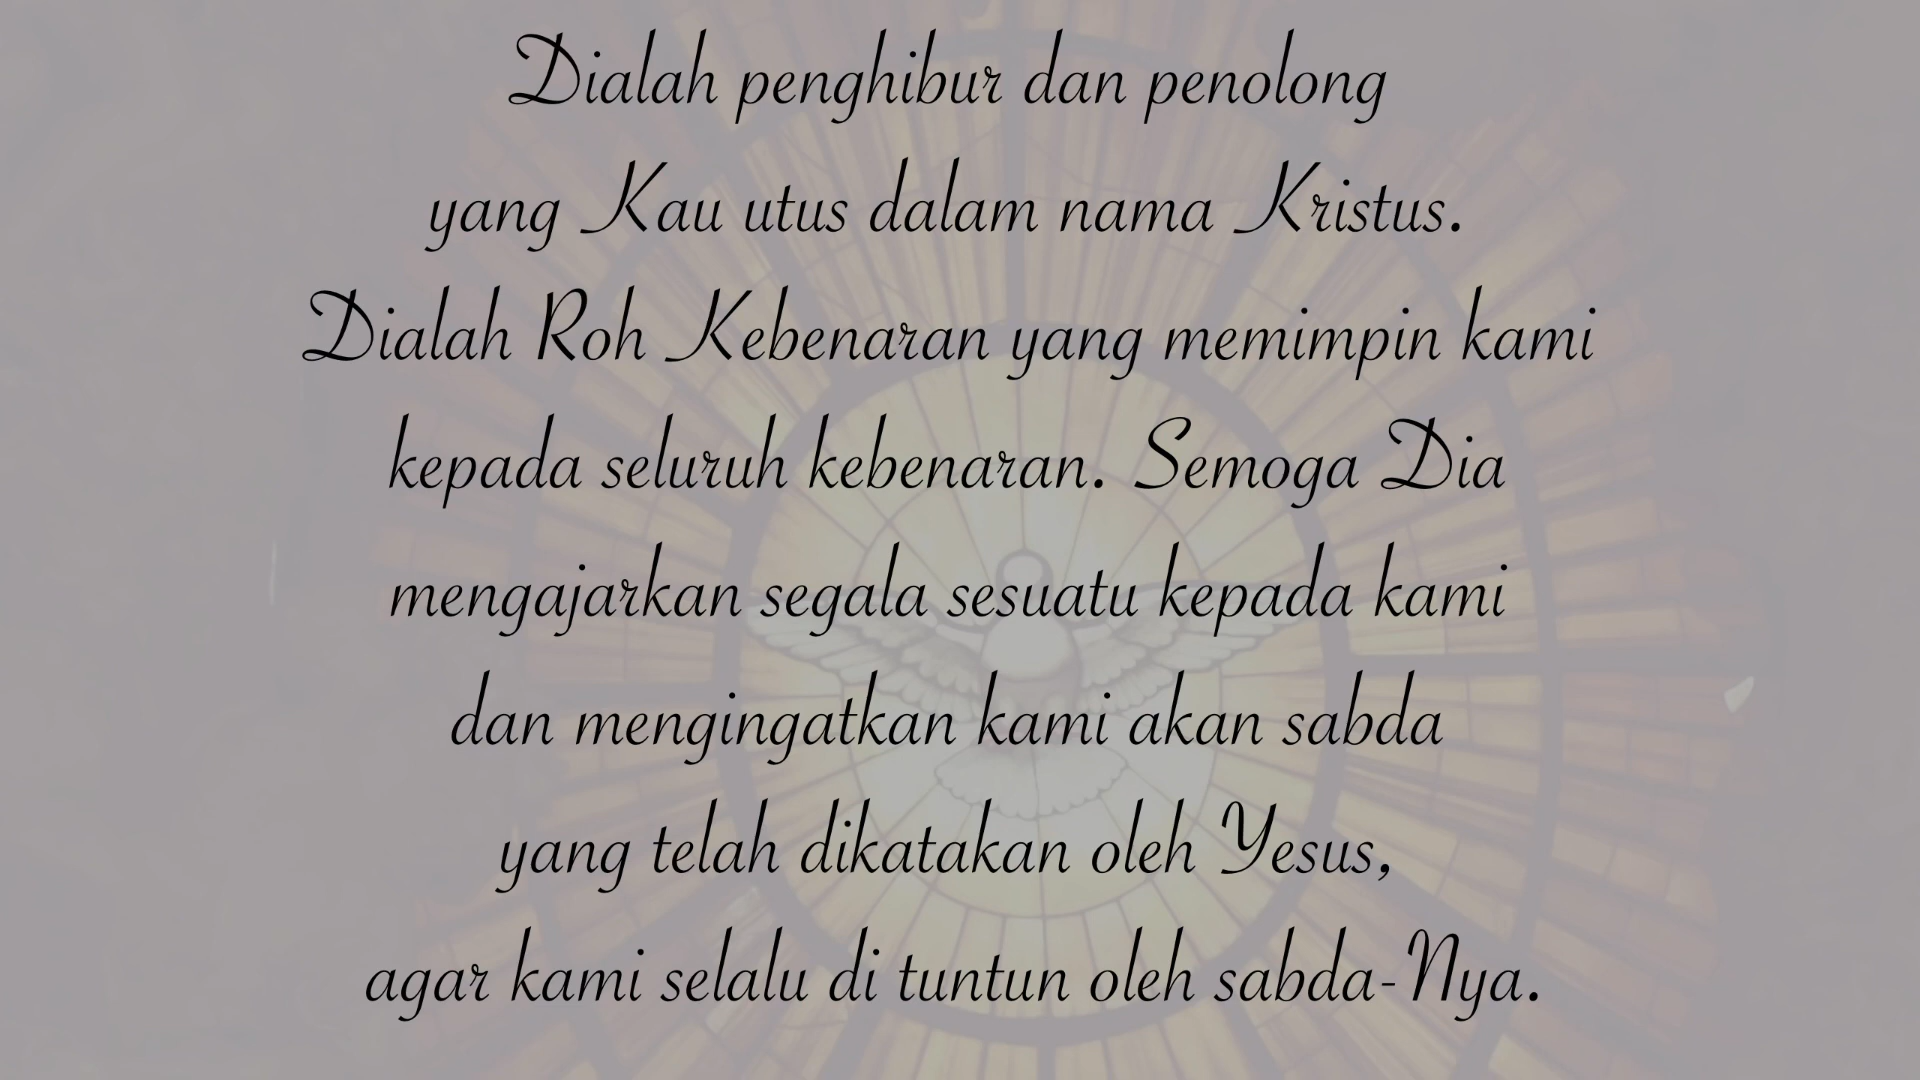 Dialah penghibur dan penolong
yang Kau utus dalam nama Kristus.
Dialah Roh Kebenaran yang memimpin kami
kepada seluruh kebenaran. Semoga Dia
mengajarkan segala sesuatu kepada kami
dan mengingatkan kami akan sabda
yang telah dikatakan oleh Yesus,
agar kami selalu di tuntun oleh sabda-Nya.